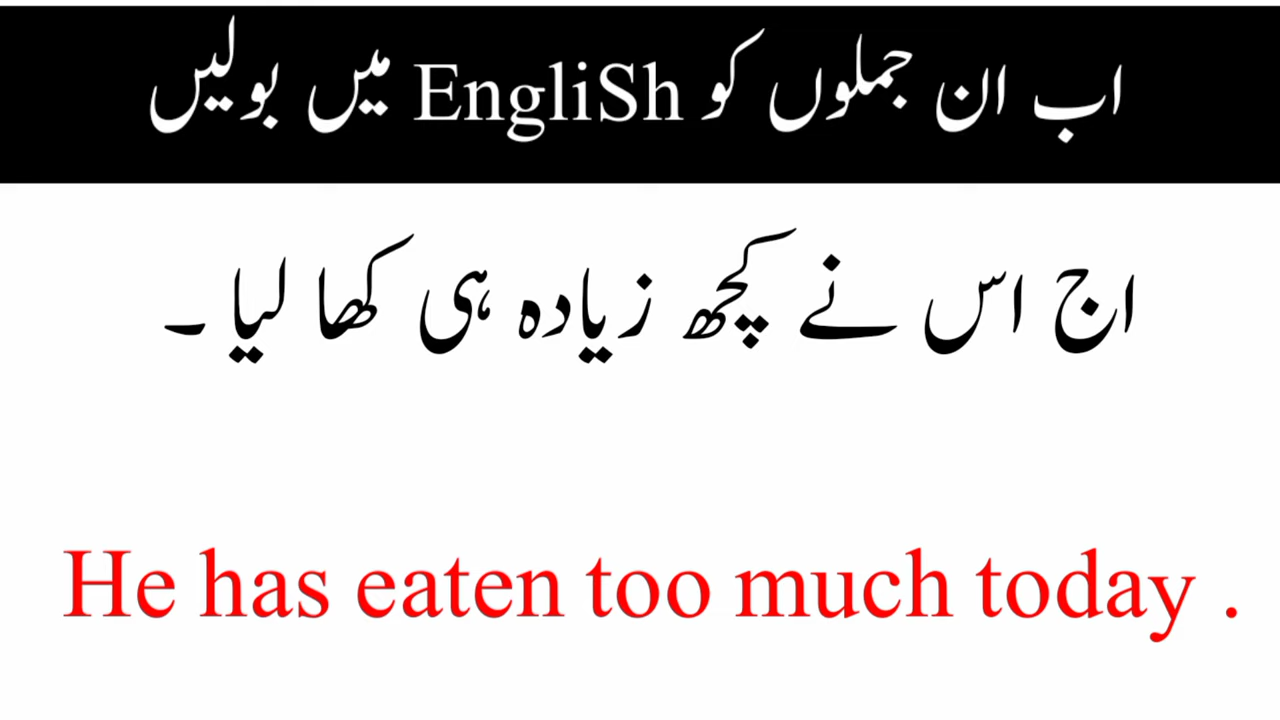 اب ان جملوں کو EngliSh میں بولیں
اج اس نے کچھ زیادہ ہی کھا لیا ۔
He has eaten too much today .